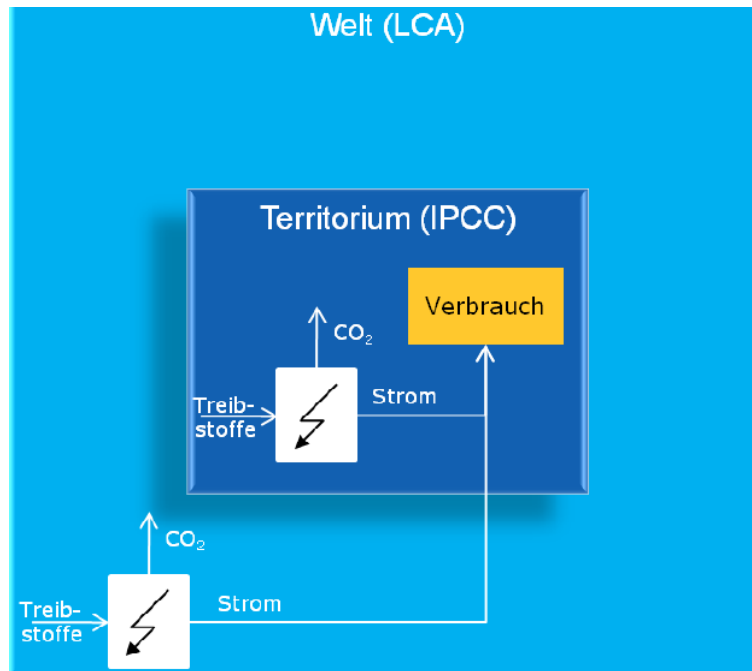 Welt (LCA)
Territorium (IPCC)
Verbrauch
CO₂
Strom
Treib-
stoffe
CO₂
Strom
Treib-
stoffe